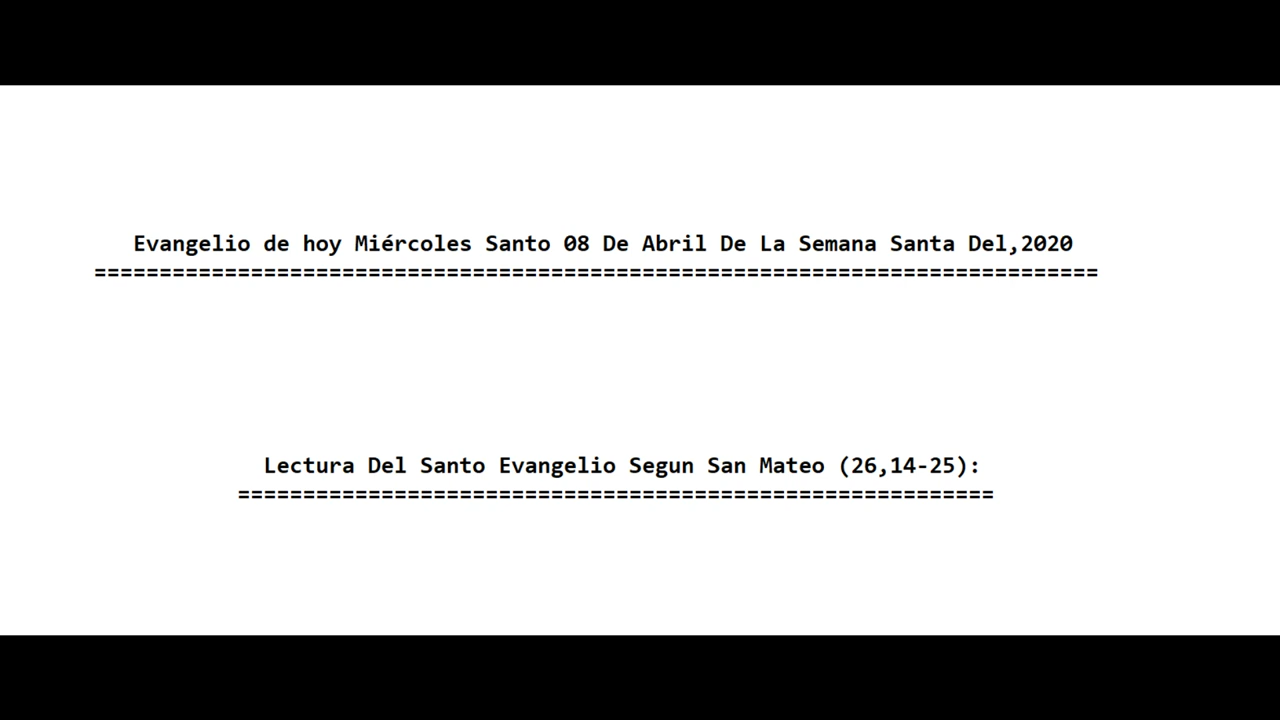 Evangelio de hoy Miércoles Santo 08 De Abril De La Semana Santa Del,2020
=============================================================================
Lectura Del Santo Evangelio Segun San Mateo (26,14-25):
==========================================================